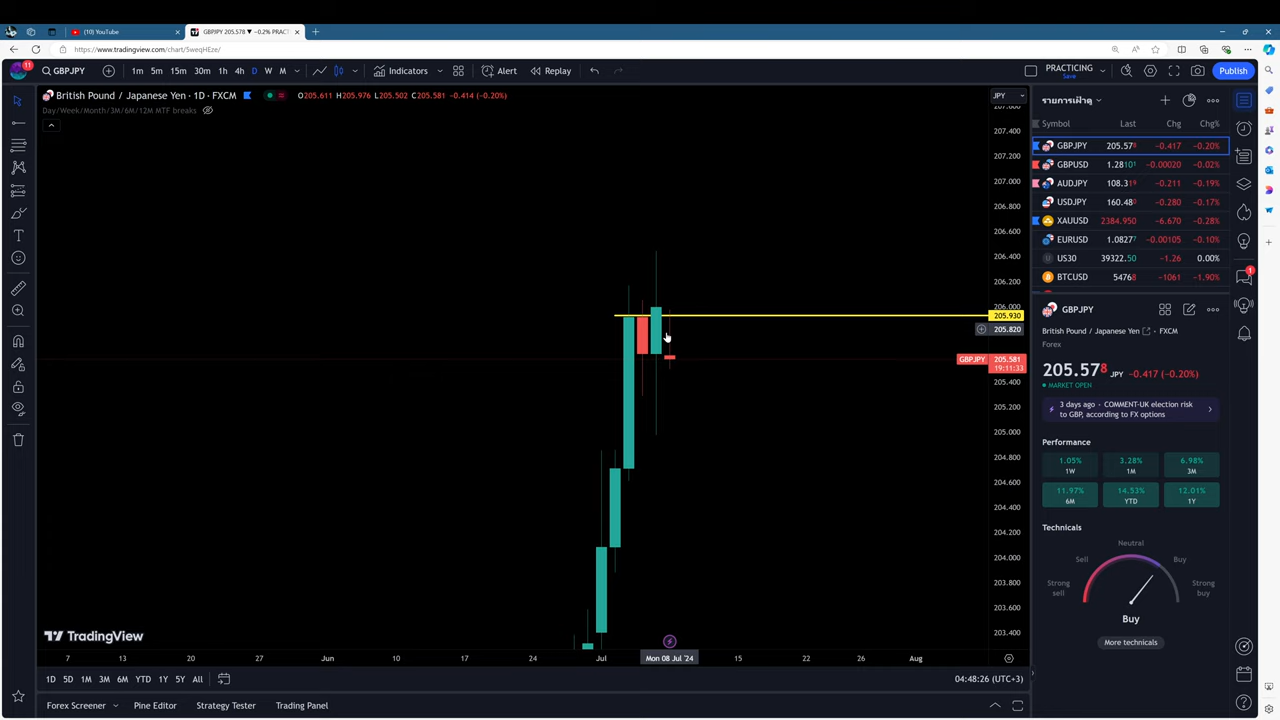 (10) YouTube
GBPJPY 205.578 ▼ −0.2% PRAC
https://www.tradingview.com/chart/5weqHEze/
11
GBPJPY
1m 5m 15m 30m 1h 4h D W M
Indicators
Alert
Replay
PRACTICING
Save
Publish
British Pound / Japanese Yen · 1D · FXCM
O205.611 H205.976 L205.502 C205.581 −0.414 (−0.20%)
Day/Week/Month/3M/6M/12M MTF breaks
JPY
207.400
207.200
207.000
206.800
206.600
206.400
206.200
206.000
205.930
205.820
GBPJPY 205.581
19:11:33
205.400
205.200
205.000
204.800
204.600
204.400
204.200
204.000
203.800
203.600
203.400
TradingView
7 13 20 27 Jun 10 17 24 Jul Mon 08 Jul '24 15 22 26 Aug
1D 5D 1M 3M 6M YTD 1Y 5Y All
04:48:26 (UTC+3)
Forex Screener Pine Editor Strategy Tester Trading Panel
รายการเฝ้าดู
Symbol Last Chg Chg%
GBPJPY 205.578 −0.417 −0.20%
GBPUSD 1.28101 −0.00020 −0.02%
AUDJPY 108.319 −0.211 −0.19%
USDJPY 160.480 −0.280 −0.17%
XAUUSD 2384.950 −6.670 −0.28%
EURUSD 1.08277 −0.00105 −0.10%
US30 39322.50 −1.26 0.00%
BTCUSD 54768 −1061 −1.90%
GBPJPY
British Pound / Japanese Yen · FXCM
Forex
205.578 JPY −0.417 (−0.20%)
MARKET OPEN
3 days ago · COMMENT-UK election risk
to GBP, according to FX options
Performance
1.05% 3.28% 6.98%
1W 1M 3M
11.97% 14.53% 12.01%
6M YTD 1Y
Technicals
Neutral
Sell Buy
Strong
sell
Strong
buy
Buy
More technicals
1